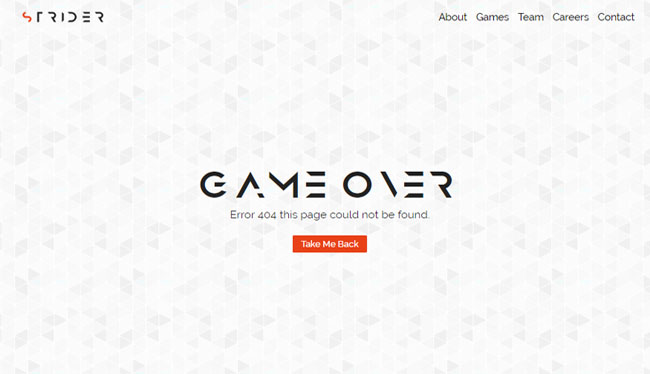 STRIDER
About Games Team Careers Contact
GAME OVER
Error 404 this page could not be found.
Take Me Back